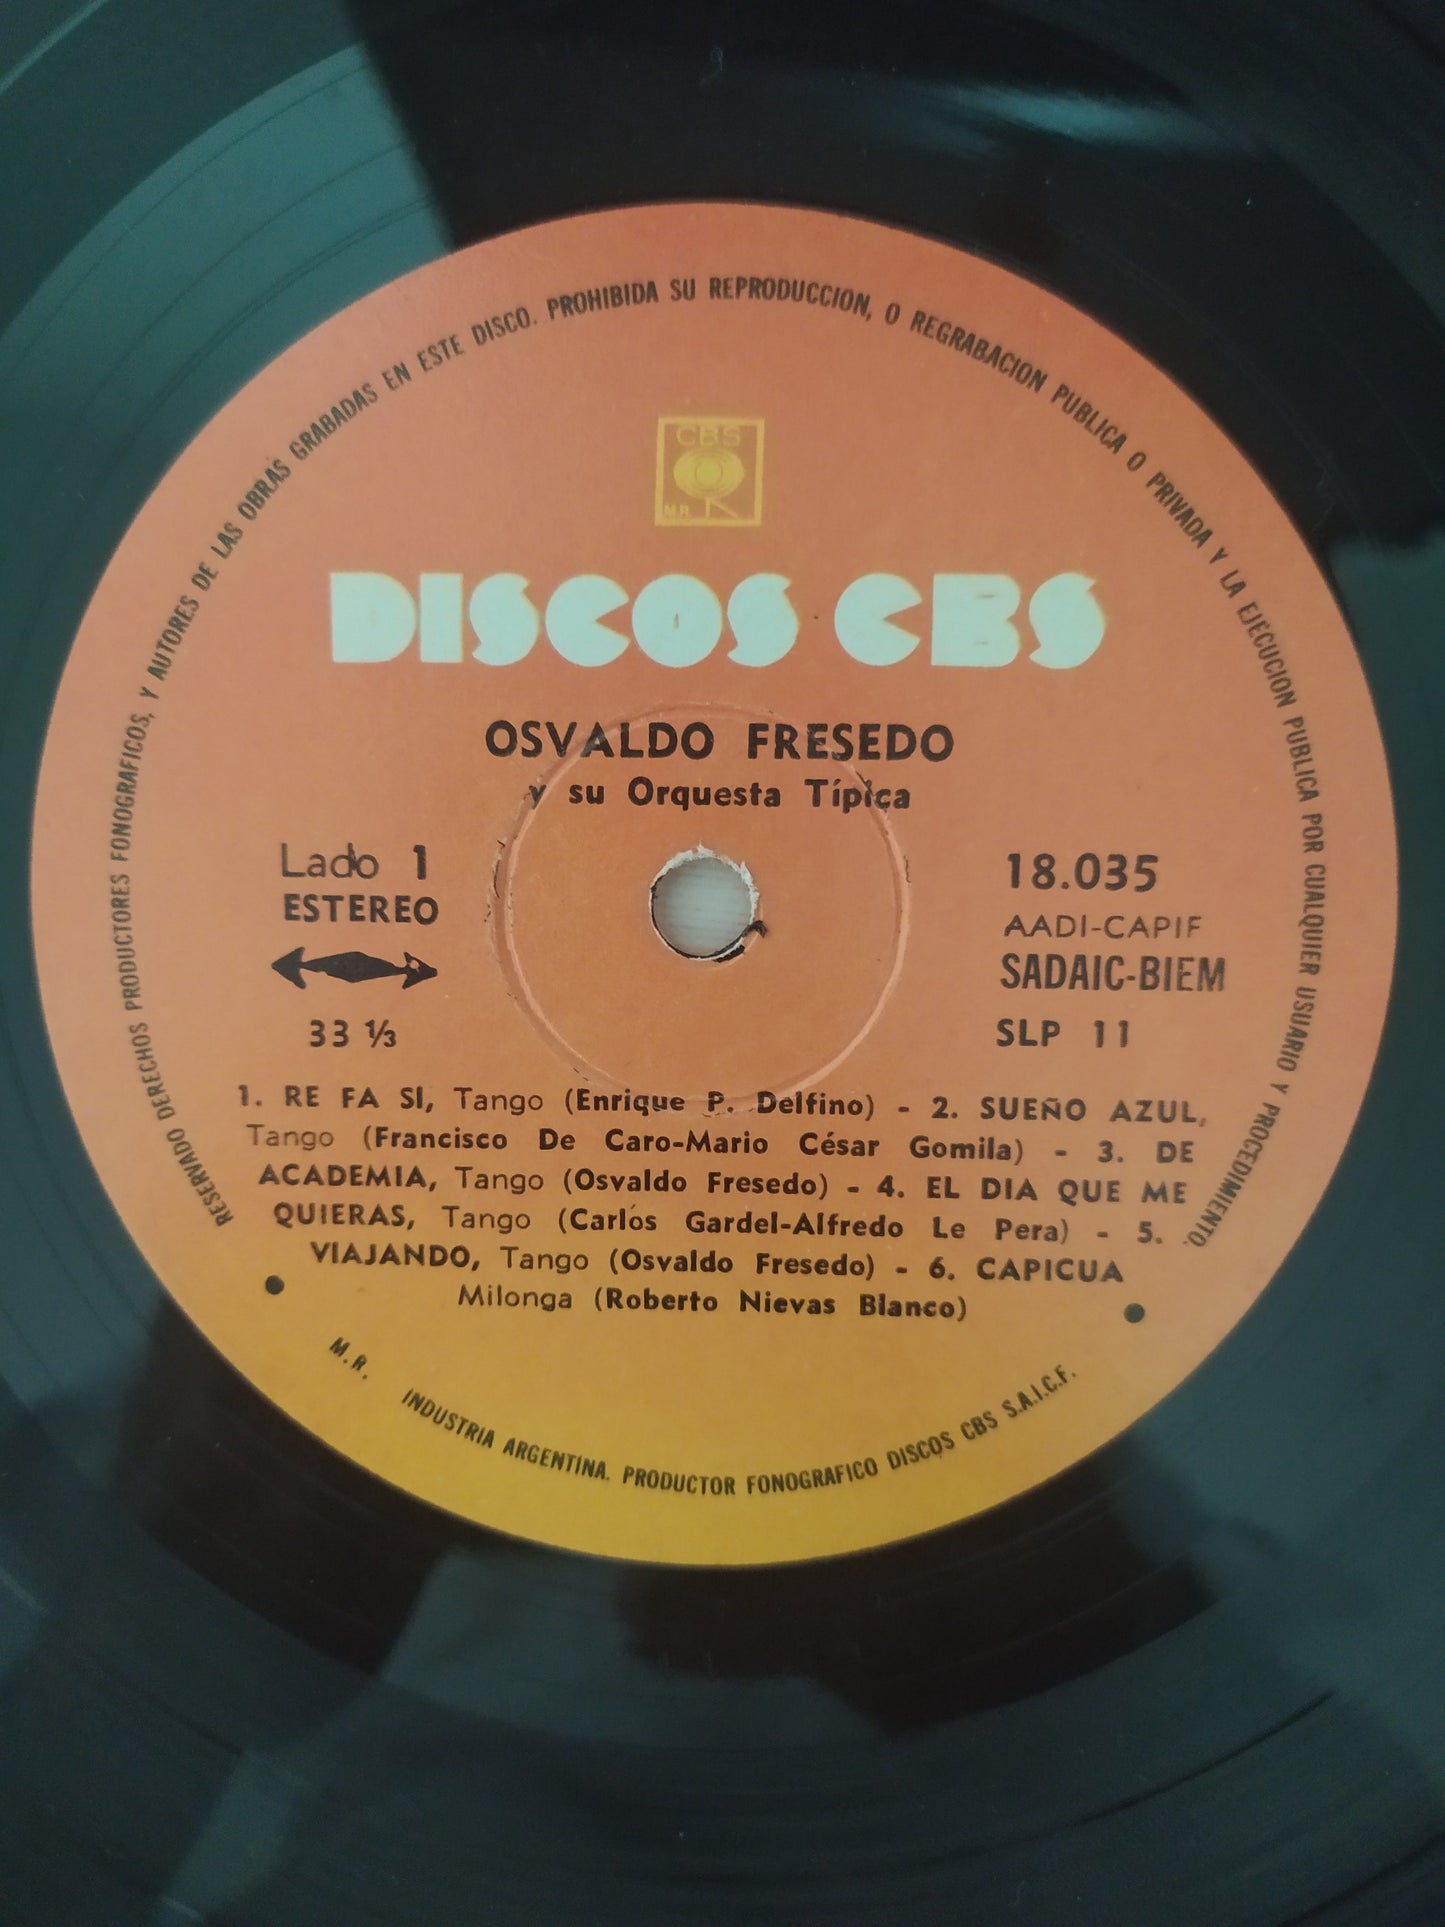 RESERVADO DERECHOS PRODUCTORES FONOGRAFICOS, Y AUTORES DE LAS OBRAS GRABADAS EN ESTE DISCO. PROHIBIDA SU REPRODUCCION, O REGRABACION PUBLICA O PRIVADA Y LA EJECUCION PUBLICA POR CUALQUIER USUARIO Y PROCEDIMIENTO.
CBS
M.R.
DISCOS CBS
OSVALDO FRESEDO
y su Orquesta Típica
Lado 1
ESTEREO
33 ⅓
18.035
AADI-CAPIF
SADAIC-BIEM
SLP 11
1. RE FA SI, Tango (Enrique P. Delfino) - 2. SUEÑO AZUL,
Tango (Francisco De Caro-Mario César Gomila) - 3. DE
ACADEMIA, Tango (Osvaldo Fresedo) - 4. EL DIA QUE ME
QUIERAS, Tango (Carlos Gardel-Alfredo Le Pera) - 5.
VIAJANDO, Tango (Osvaldo Fresedo) - 6. CAPICUA
Milonga (Roberto Nievas Blanco)
M.R. INDUSTRIA ARGENTINA. PRODUCTOR FONOGRAFICO DISCOS CBS S.A.I.C.F.